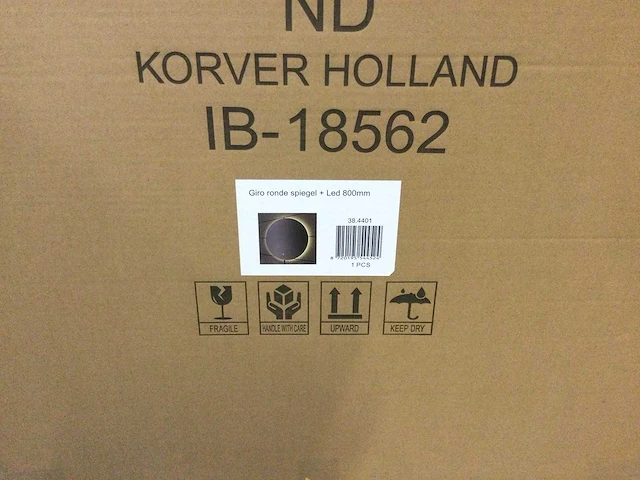 ND
KORVER HOLLAND
IB-18562
Giro ronde spiegel + Led 800mm
38.4401
1 PCS
FRAGILE
HANDLE WITH CARE
UPWARD
KEEP DRY